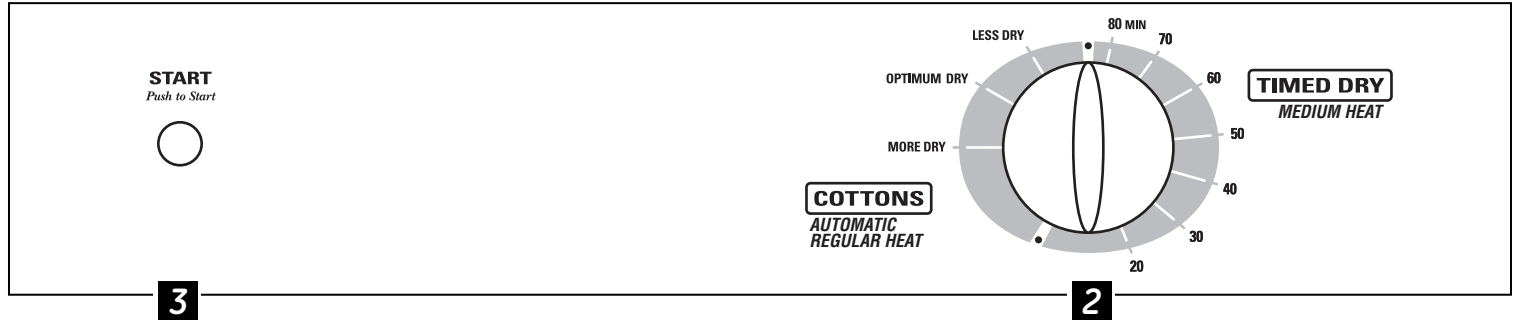 START
Push to Start
LESS DRY
OPTIMUM DRY
MORE DRY
COTTONS
AUTOMATIC
REGULAR HEAT
80 MIN
70
60
50
40
30
20
TIMED DRY
MEDIUM HEAT
3
2